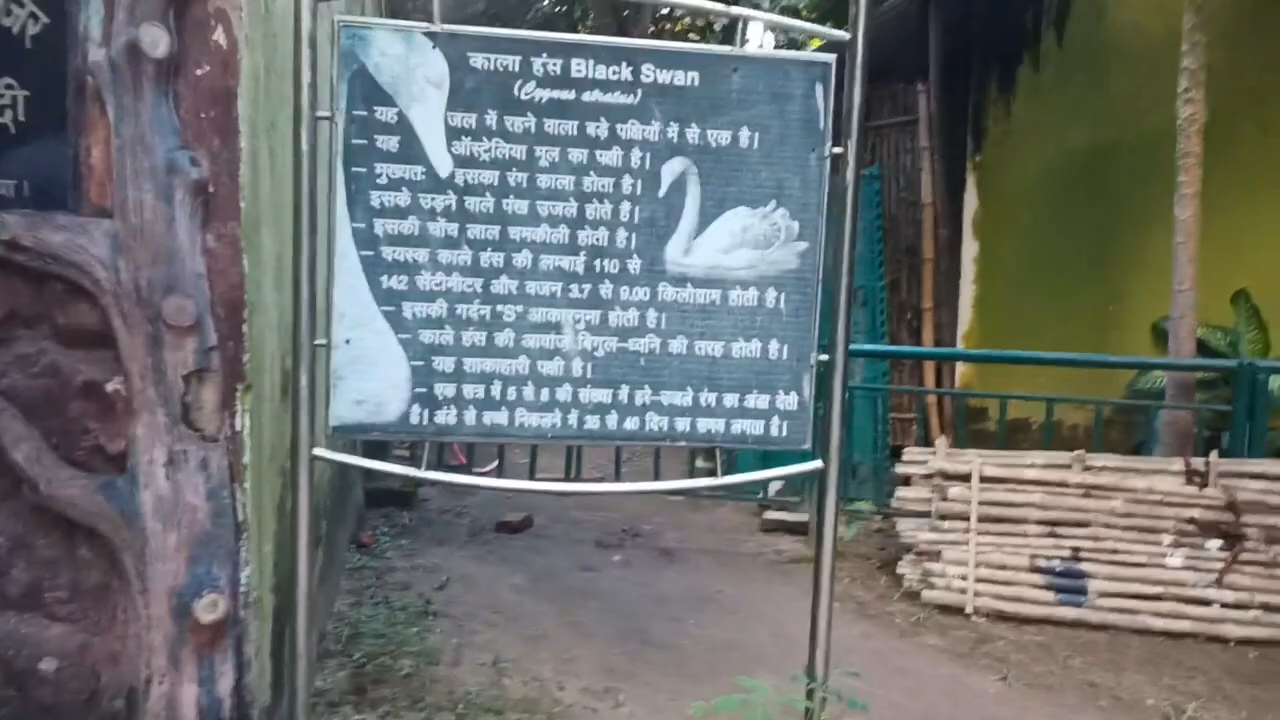 जेर
दी
या।
काला हंस Black Swan
(Cygnus atratus)
– यह जल में रहने वाला बड़े पक्षियों में से एक है।
– यह ऑस्ट्रेलिया मूल का पक्षी है।
– मुख्यतः इसका रंग काला होता है।
इसके उड़ने वाले पंख उजले होते हैं।
– इसकी चोंच लाल चमकीली होती है।
– वयस्क काले हंस की लम्बाई 110 से
142 सेंटीमीटर और वजन 3.7 से 9.00 किलोग्राम होती है।
– इसकी गर्दन "S" आकारनुमा होती है।
– काले हंस की आवाज बिगुल–ध्वनि की तरह होती है।
– यह शाकाहारी पक्षी है।
– एक सत्र में 5 से 6 की संख्या में हरे–उजले रंग का अंडा देती
है। अंडे से बच्चे निकलने में 35 से 40 दिन का समय लगता है।